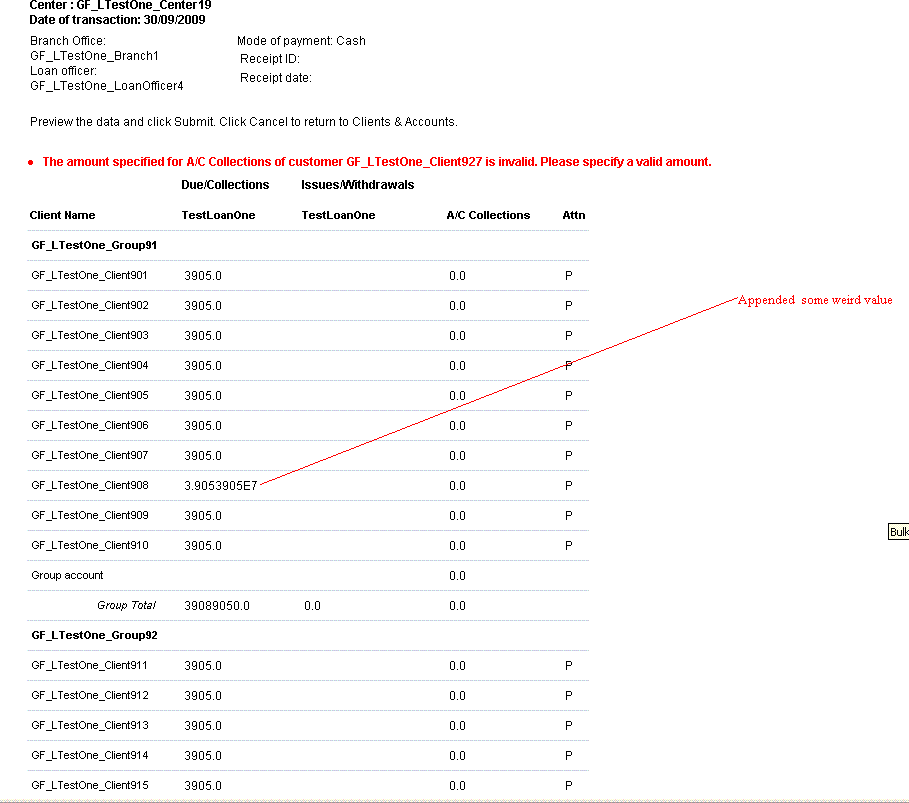 Center : GF_LTestOne_Center19
Date of transaction: 30/09/2009
Branch Office:
GF_LTestOne_Branch1
Loan officer:
GF_LTestOne_LoanOfficer4
Mode of payment: Cash
Receipt ID:
Receipt date:
Preview the data and click Submit. Click Cancel to return to Clients & Accounts.
• The amount specified for A/C Collections of customer GF_LTestOne_Client927 is invalid. Please specify a valid amount.
Due/Collections Issues/Withdrawals
Client Name TestLoanOne TestLoanOne A/C Collections Attn
GF_LTestOne_Group91
GF_LTestOne_Client901 3905.0 0.0 P
Appended some weird value
GF_LTestOne_Client902 3905.0 0.0 P
GF_LTestOne_Client903 3905.0 0.0 P
GF_LTestOne_Client904 3905.0 0.0 P
GF_LTestOne_Client905 3905.0 0.0 P
GF_LTestOne_Client906 3905.0 0.0 P
GF_LTestOne_Client907 3905.0 0.0 P
GF_LTestOne_Client908 3.9053905E7 0.0 P
GF_LTestOne_Client909 3905.0 0.0 P
GF_LTestOne_Client910 3905.0 0.0 P
Bulk
Group account 0.0
Group Total 39089050.0 0.0 0.0
GF_LTestOne_Group92
GF_LTestOne_Client911 3905.0 0.0 P
GF_LTestOne_Client912 3905.0 0.0 P
GF_LTestOne_Client913 3905.0 0.0 P
GF_LTestOne_Client914 3905.0 0.0 P
GF_LTestOne_Client915 3905.0 0.0 P